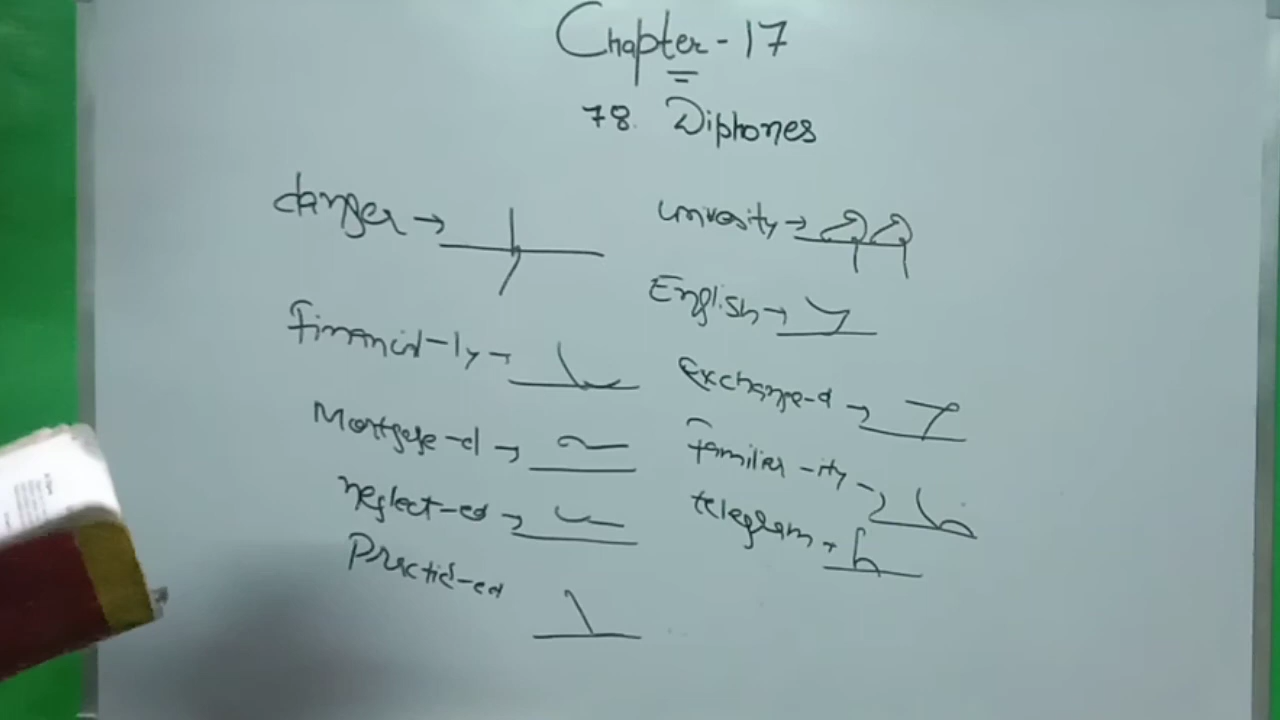 Chapter - 17
78. Diphones
danger →
Financial-ly →
Mortgage-d →
neglect-ed →
Practic-ed
university →
English →
Exchange-d →
familiar-ity →
telegram →